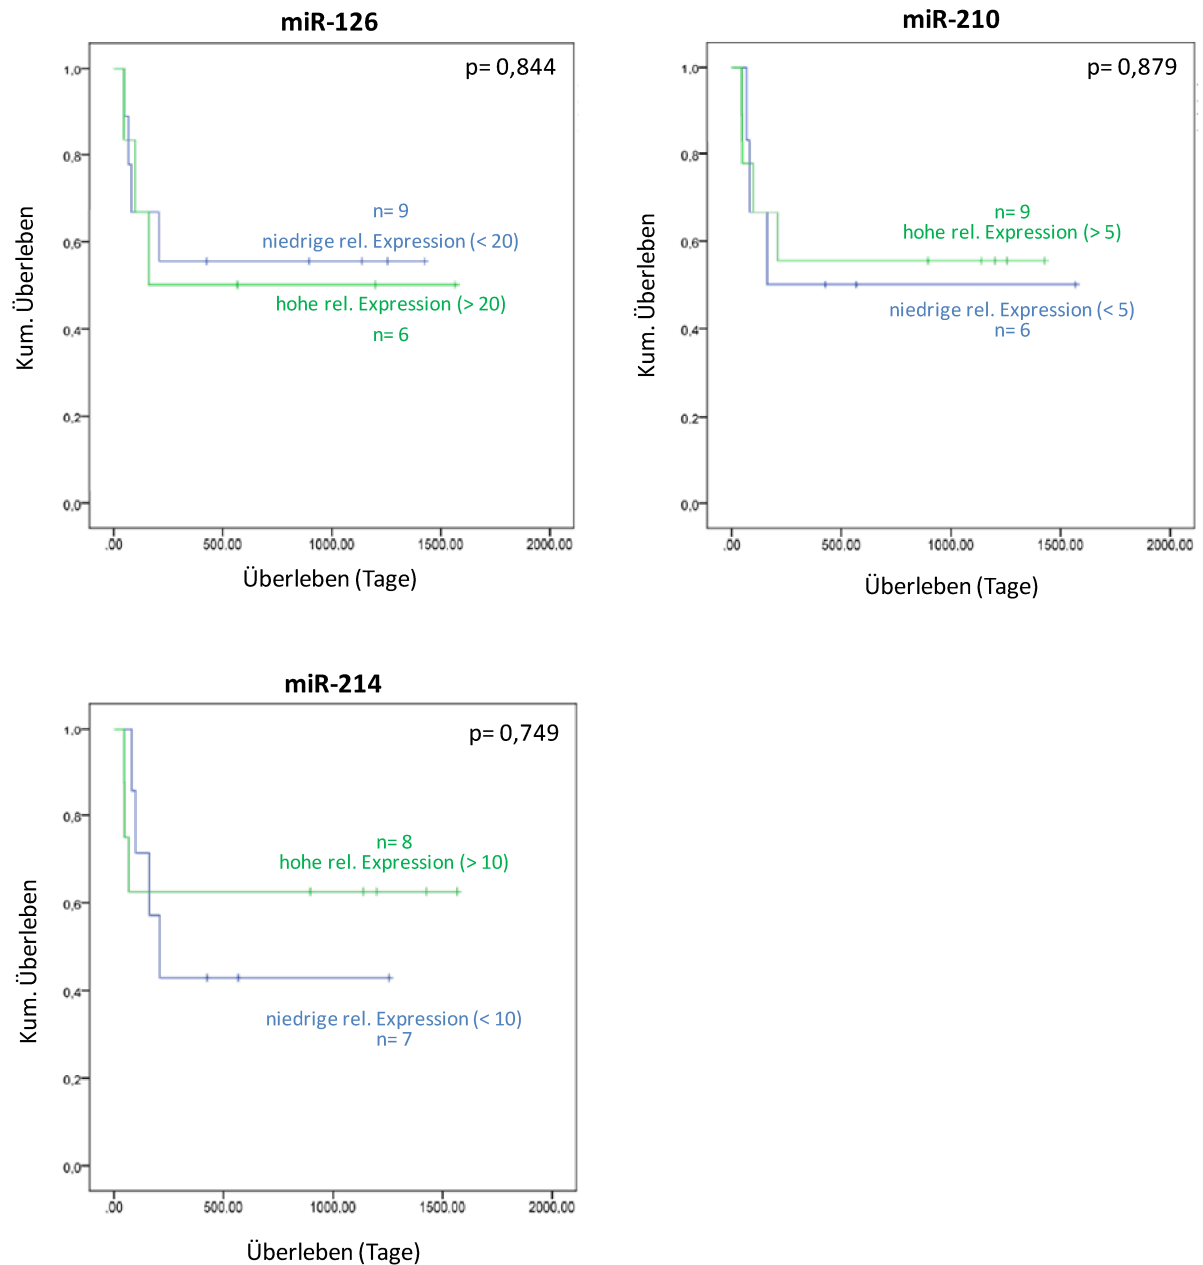 miR-126
p= 0,844
1,0
0,8
0,6
0,4
0,2
0,0
Kum. Überleben
n= 9
niedrige rel. Expression (< 20)
hohe rel. Expression (> 20)
n= 6
.00 500.00 1000.00 1500.00 2000.00
Überleben (Tage)
miR-210
p= 0,879
1,0
0,8
0,6
0,4
0.2
0,0
Kum. Überleben
n= 9
hohe rel. Expression (> 5)
niedrige rel. Expression (< 5)
n= 6
.00 500.00 1000.00 1500.00 2000.00
Überleben (Tage)
miR-214
p= 0,749
1,0
0,8
0,6
0,4
0,2
0,0
Kum. Überleben
n= 8
hohe rel. Expression (> 10)
niedrige rel. Expression (< 10)
n= 7
.00 500.00 1000.00 1500.00 2000.00
Überleben (Tage)